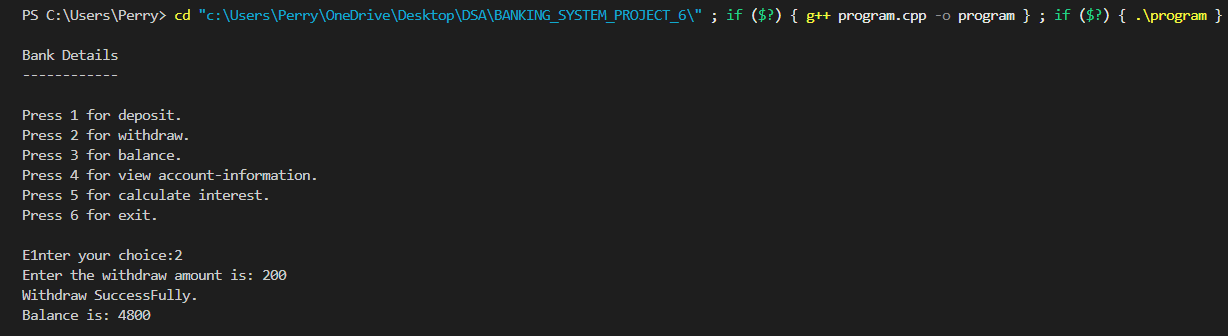 PS C:\Users\Perry> cd "c:\Users\Perry\OneDrive\Desktop\DSA\BANKING_SYSTEM_PROJECT_6\" ; if ($?) { g++ program.cpp -o program } ; if ($?) { .\program }
Bank Details
------------
Press 1 for deposit.
Press 2 for withdraw.
Press 3 for balance.
Press 4 for view account-information.
Press 5 for calculate interest.
Press 6 for exit.
E1nter your choice:2
Enter the withdraw amount is: 200
Withdraw SuccessFully.
Balance is: 4800